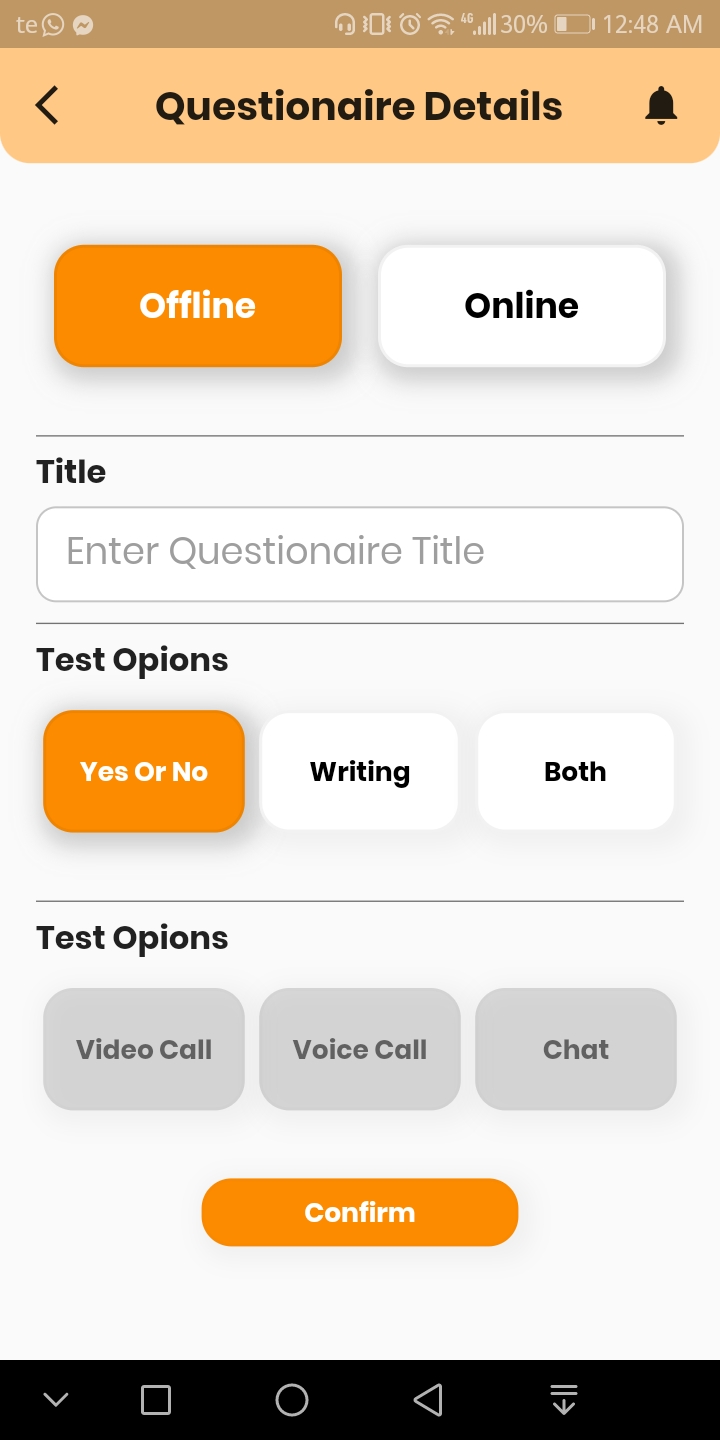 te 4G 30% 12:48 AM
Questionaire Details
Offline Online
Title
Enter Questionaire Title
Test Opions
Yes Or No Writing Both
Test Opions
Video Call Voice Call Chat
Confirm